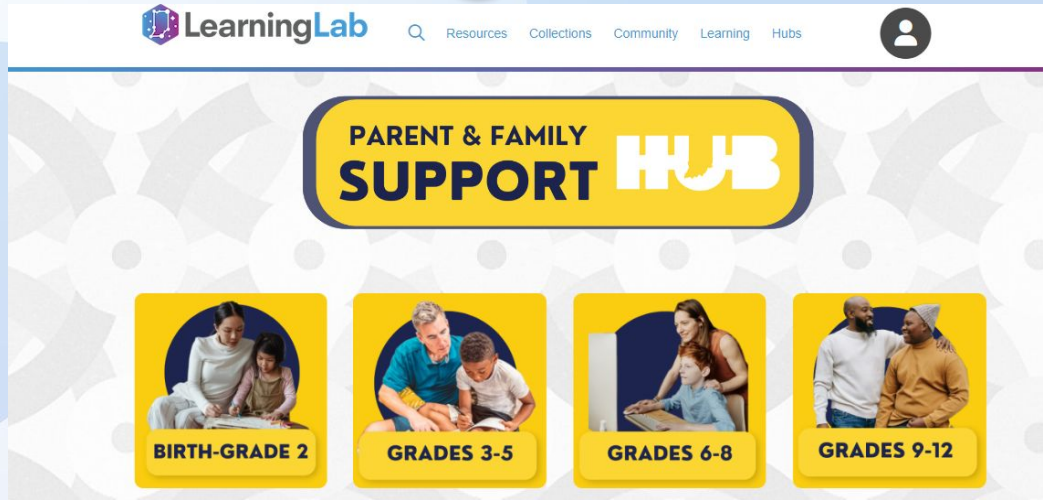 LearningLab
Resources Collections Community Learning Hubs
PARENT & FAMILY
SUPPORT HUB
BIRTH-GRADE 2
GRADES 3-5
GRADES 6-8
GRADES 9-12